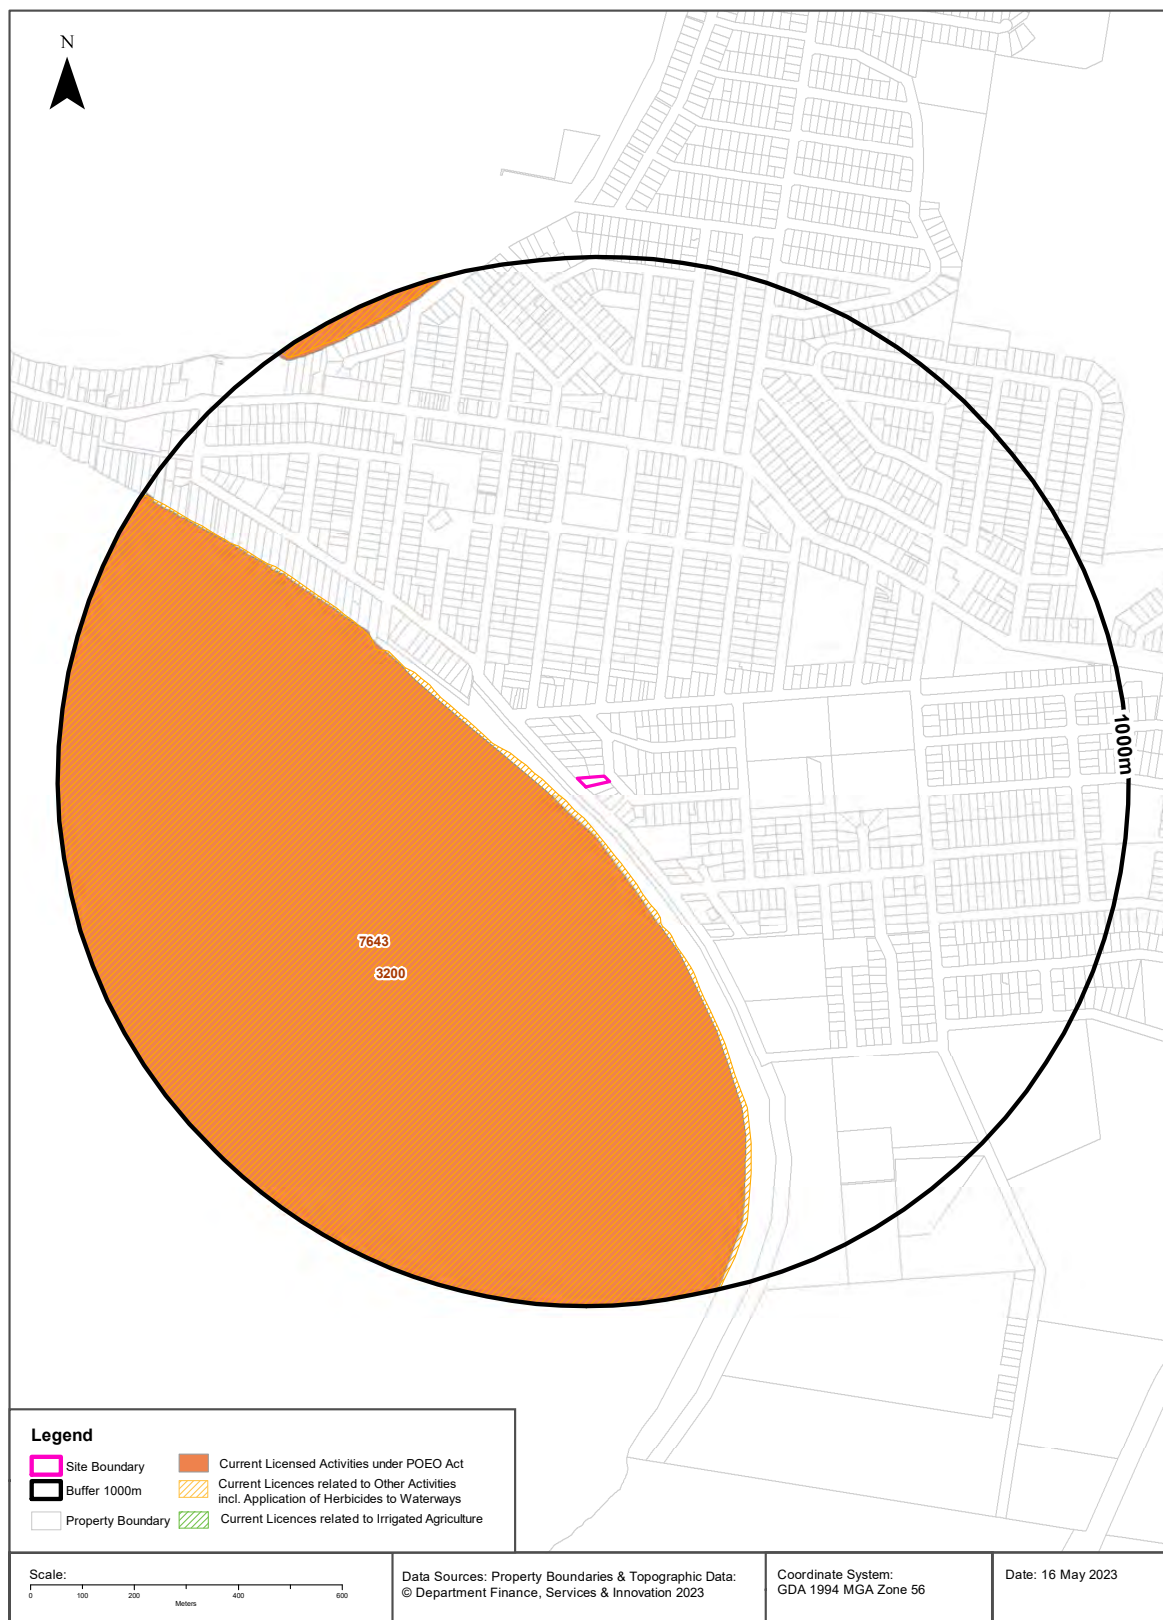 N
1000m
7643
3200
Legend
Site Boundary
Buffer 1000m
Property Boundary
Current Licensed Activities under POEO Act
Current Licences related to Other Activities
incl. Application of Herbicides to Waterways
Current Licences related to Irrigated Agriculture
Scale:
0 100 200 400 600
Meters
Data Sources: Property Boundaries & Topographic Data:
© Department Finance, Services & Innovation 2023
Coordinate System:
GDA 1994 MGA Zone 56
Date: 16 May 2023